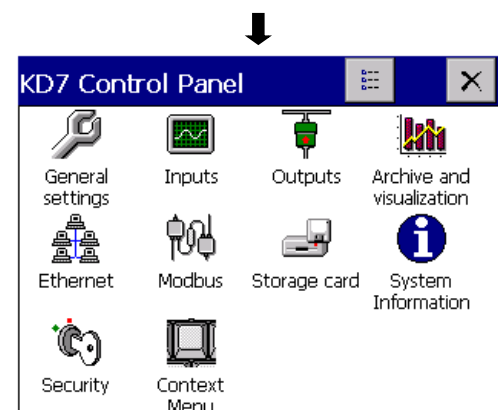 KD7 Control Panel
General
settings
Inputs
Outputs
Archive and
visualization
Ethernet
Modbus
Storage card
System
Information
Security
Context
Menu